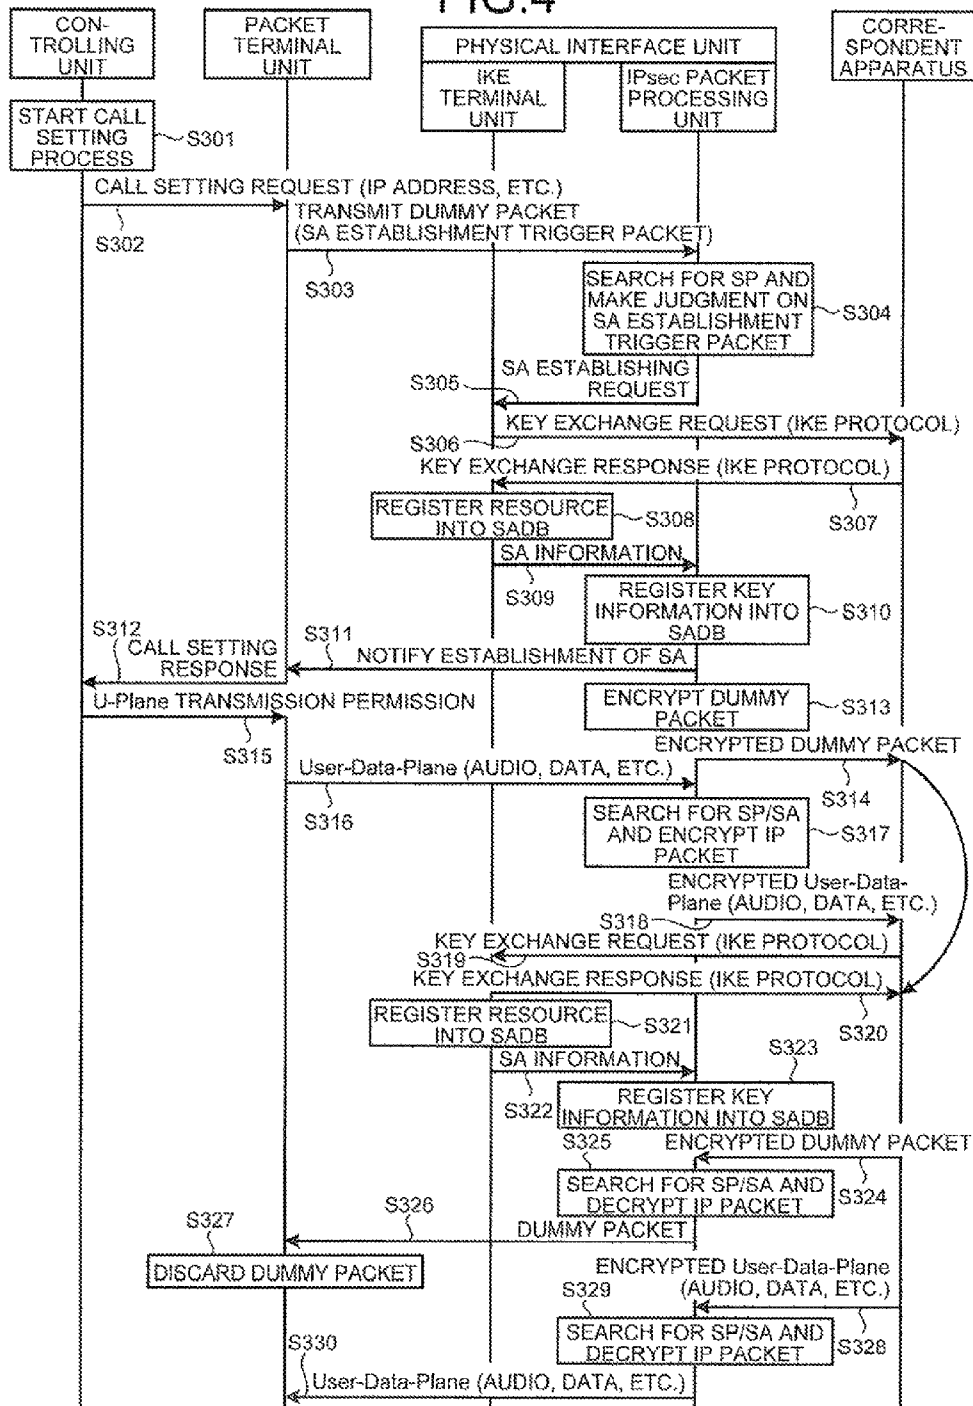 FIG.4
CON-
TROLLING
UNIT
PACKET
TERMINAL
UNIT
PHYSICAL INTERFACE UNIT
IKE
TERMINAL
UNIT
IPsec PACKET
PROCESSING
UNIT
CORRE-
SPONDENT
APPARATUS
START CALL
SETTING
PROCESS
S301
CALL SETTING REQUEST (IP ADDRESS, ETC.)
S302
TRANSMIT DUMMY PACKET
(SA ESTABLISHMENT TRIGGER PACKET)
S303
SEARCH FOR SP AND
MAKE JUDGMENT ON
SA ESTABLISHMENT
TRIGGER PACKET
S304
SA ESTABLISHING
REQUEST
S305
KEY EXCHANGE REQUEST (IKE PROTOCOL)
S306
KEY EXCHANGE RESPONSE (IKE PROTOCOL)
S307
REGISTER RESOURCE
INTO SADB
S308
SA INFORMATION
S309
REGISTER KEY
INFORMATION INTO
SADB
S310
S312
CALL SETTING
RESPONSE
S311
NOTIFY ESTABLISHMENT OF SA
U-Plane TRANSMISSION PERMISSION
S315
ENCRYPT DUMMY
PACKET
S313
ENCRYPTED DUMMY PACKET
S314
User-Data-Plane (AUDIO, DATA, ETC.)
S316
SEARCH FOR SP/SA
AND ENCRYPT IP
PACKET
S317
ENCRYPTED User-Data-
Plane (AUDIO, DATA, ETC.)
S318
KEY EXCHANGE REQUEST (IKE PROTOCOL)
S319
KEY EXCHANGE RESPONSE (IKE PROTOCOL)
S320
REGISTER RESOURCE
INTO SADB
S321
SA INFORMATION
S322
S323
REGISTER KEY
INFORMATION INTO SADB
S325
ENCRYPTED DUMMY PACKET
S324
SEARCH FOR SP/SA AND
DECRYPT IP PACKET
S326
DUMMY PACKET
S327
DISCARD DUMMY PACKET
ENCRYPTED User-Data-Plane
(AUDIO, DATA, ETC.)
S329
S328
SEARCH FOR SP/SA AND
DECRYPT IP PACKET
S330
User-Data-Plane (AUDIO, DATA, ETC.)